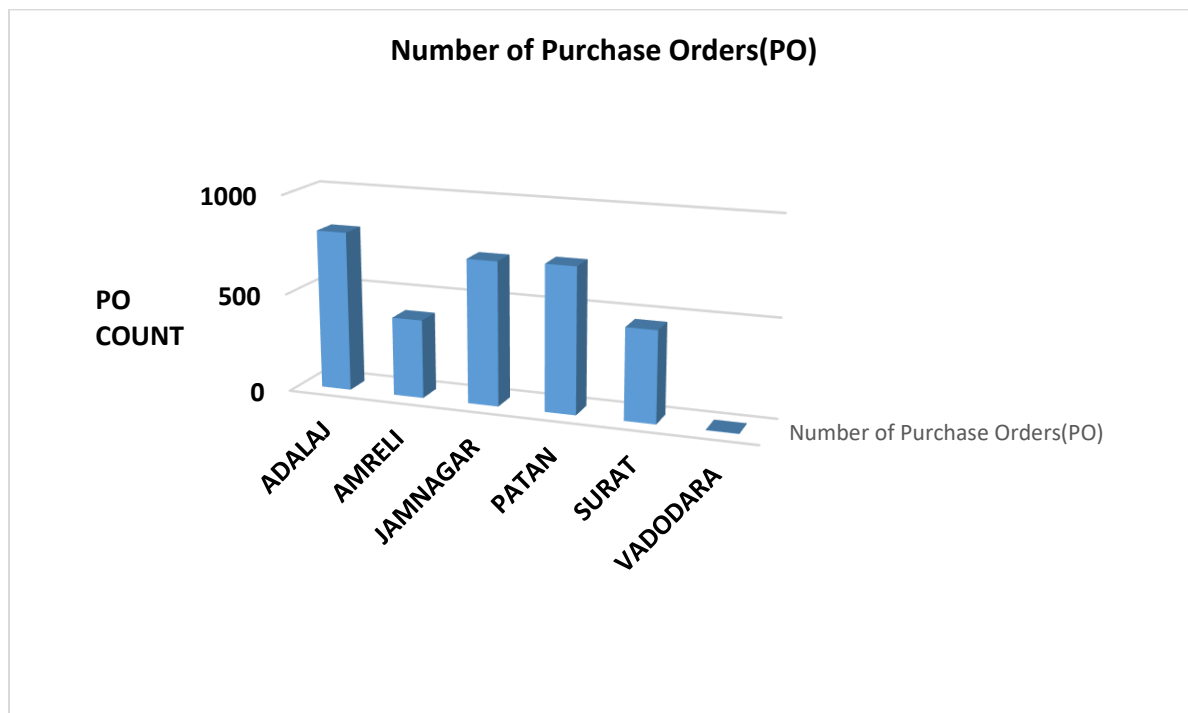 Number of Purchase Orders(PO)
1000
500
0
PO
COUNT
ADALAJ
AMRELI
JAMNAGAR
PATAN
SURAT
VADODARA
Number of Purchase Orders(PO)